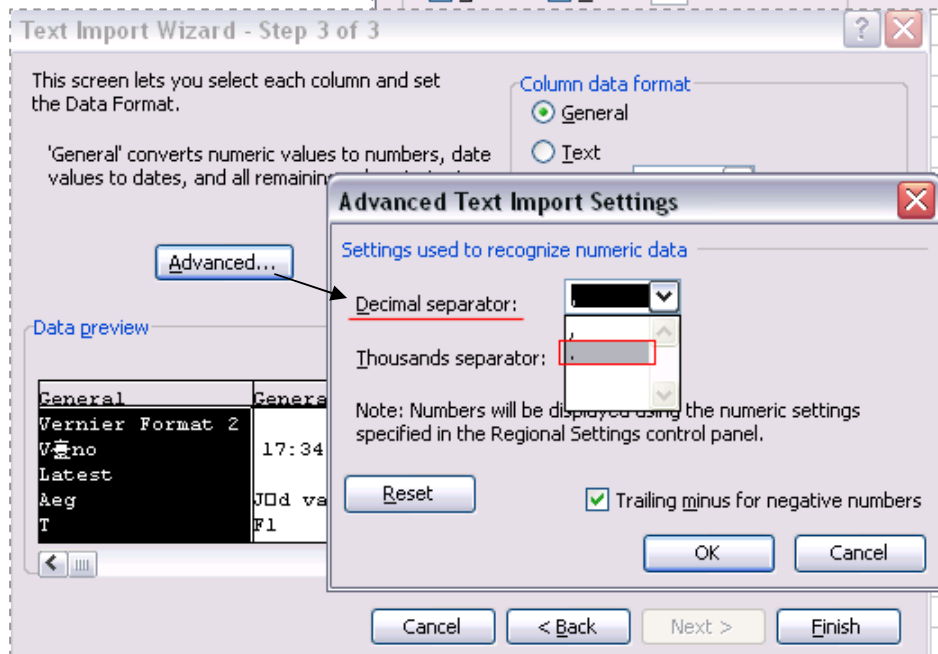 Text Import Wizard - Step 3 of 3
This screen lets you select each column and set
the Data Format.
'General' converts numeric values to numbers, date
values to dates, and all remaining
Advanced...
Column data format
General
Text
Advanced Text Import Settings
Settings used to recognize numeric data
Decimal separator: ,
,
.
Thousands separator:
Note: Numbers will be displayed using the numeric settings
specified in the Regional Settings control panel.
Reset
Trailing minus for negative numbers
OK Cancel
Data preview
General Genera
Vernier Format 2
17:34
Latest
Aeg J□d va
T F1
Cancel < Back Next > Finish